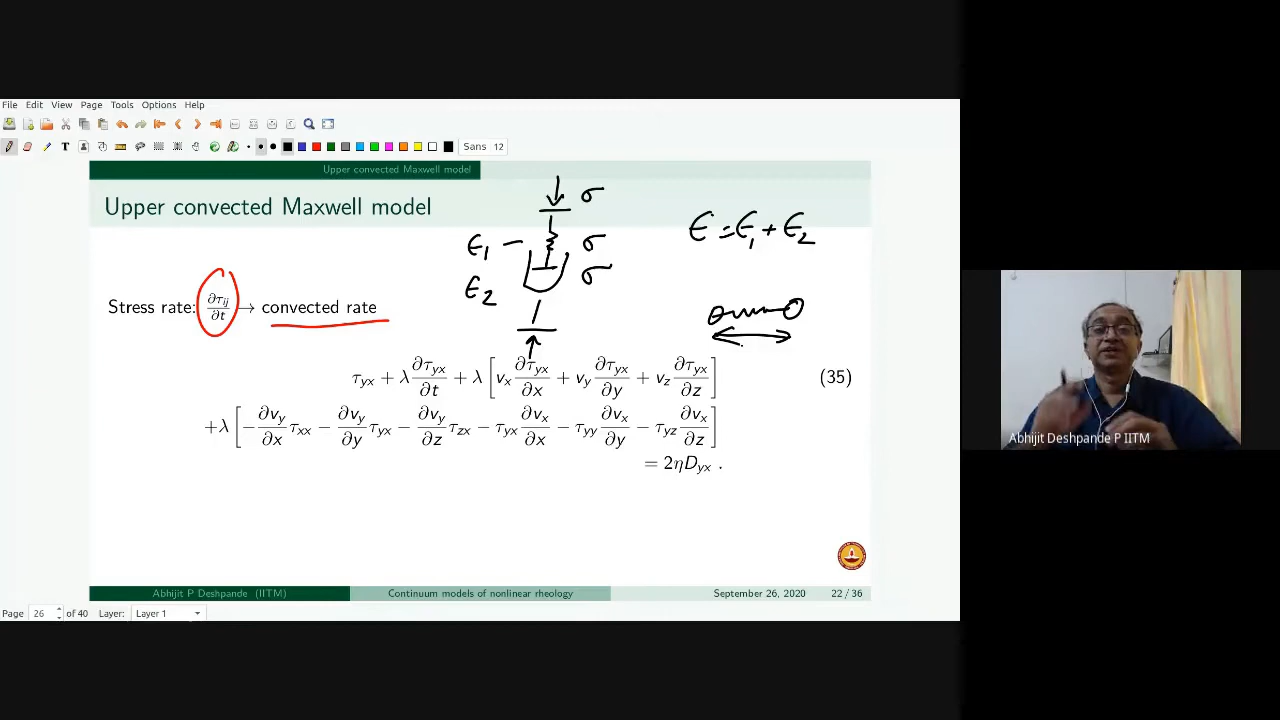 File Edit View Page Tools Options Help
Sans 12
Upper convected Maxwell model
Upper convected Maxwell model
σ
ϵ = ϵ₁ + ϵ₂
ϵ₁ – σ
ϵ₂ σ
Stress rate: ∂τij/∂t → convected rate
τyx + λ ∂τyx/∂t + λ [ vx ∂τyx/∂x + vy ∂τyx/∂y + vz ∂τyx/∂z ] (35)
+λ [ − ∂vy/∂x τxx − ∂vy/∂y τyx − ∂vy/∂z τzx − τyx ∂vx/∂x − τyy ∂vx/∂y − τyz ∂vx/∂z ]
= 2ηDyx .
Abhijit Deshpande P IITM
Abhijit P Deshpande (IITM) Continuum models of nonlinear rheology September 26, 2020 22 / 36
Page 26 of 40 Layer: Layer 1